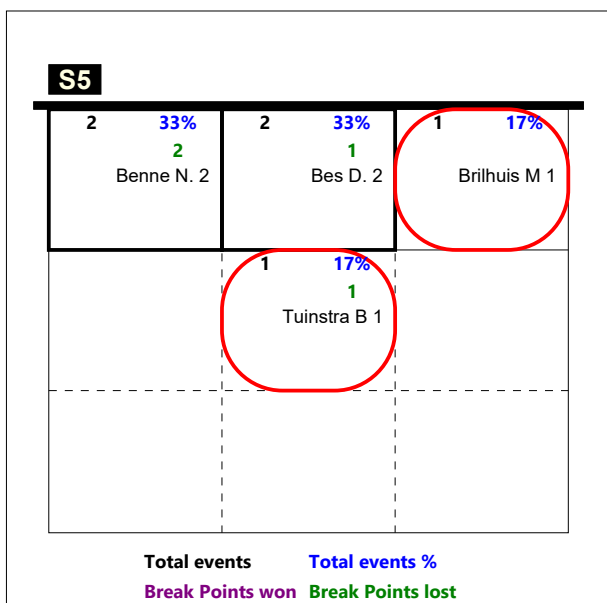 S5
2 33% 2 33% 1 17%
2 1
Benne N. 2 Bes D. 2 Brilhuis M 1
1 17%
1
Tuinstra B 1
Total events Total events %
Break Points won Break Points lost